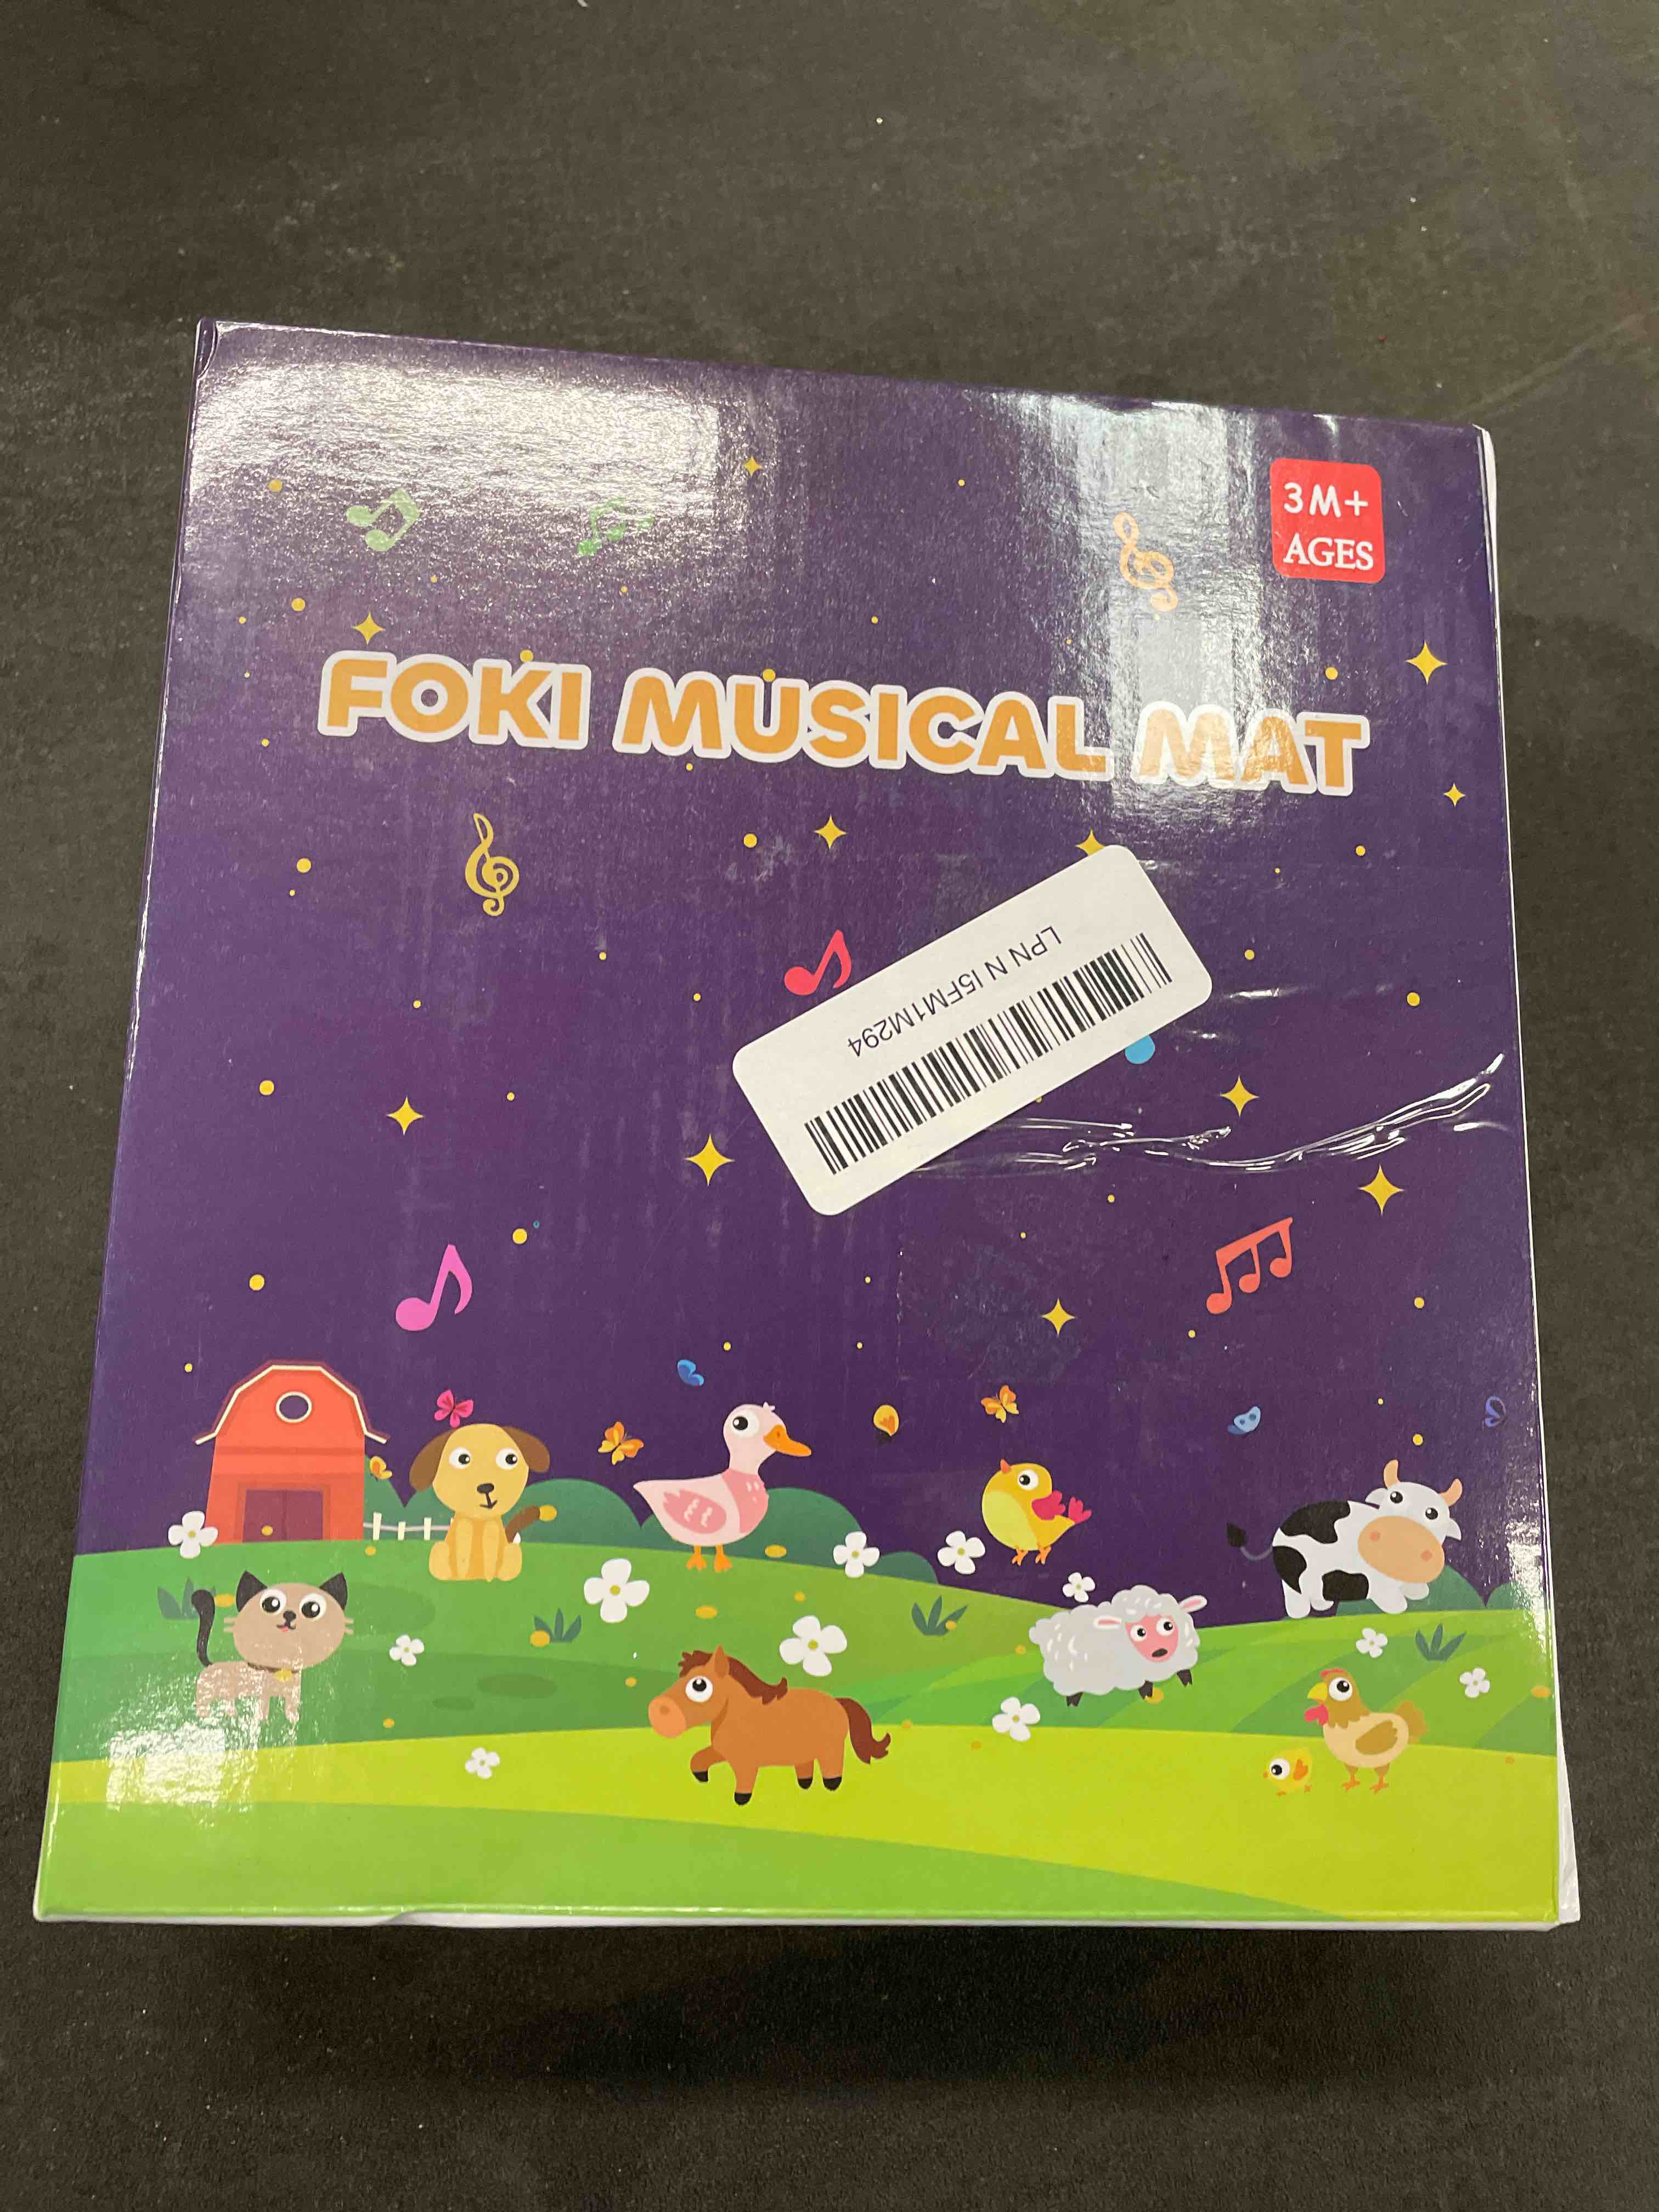 3M+
AGES
FOKI MUSICAL MAT
LPN N I5FM1M294